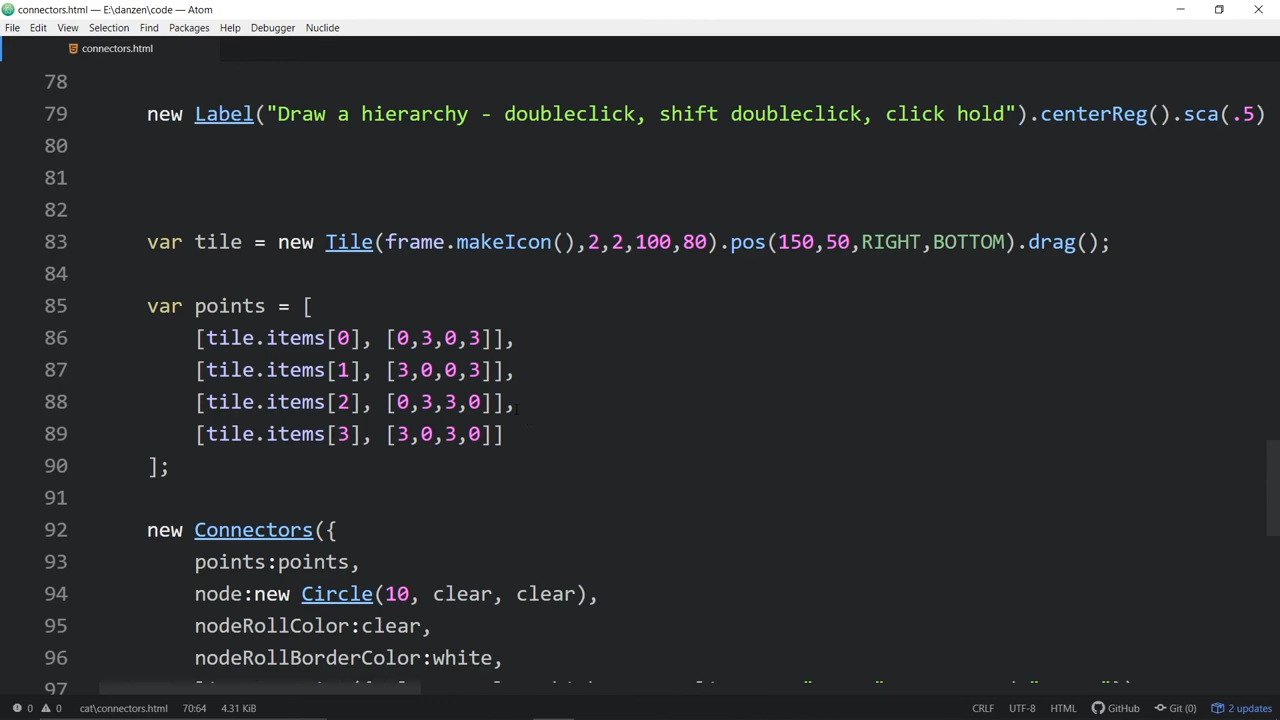 connectors.html — E:\danzen\code — Atom
File Edit View Selection Find Packages Help Debugger Nuclide
connectors.html
78
79 new Label("Draw a hierarchy - doubleclick, shift doubleclick, click hold").centerReg().sca(.5)
80
81
82
83 var tile = new Tile(frame.makeIcon(),2,2,100,80).pos(150,50,RIGHT,BOTTOM).drag();
84
85 var points = [
86 [tile.items[0], [0,3,0,3]],
87 [tile.items[1], [3,0,0,3]],
88 [tile.items[2], [0,3,3,0]],
89 [tile.items[3], [3,0,3,0]]
90 ];
91
92 new Connectors({
93 points:points,
94 node:new Circle(10, clear, clear),
95 nodeRollColor:clear,
96 nodeRollBorderColor:white,
97
0 0 cat\connectors.html 70:64 4.31 KiB CRLF UTF-8 HTML GitHub Git (0) 2 updates